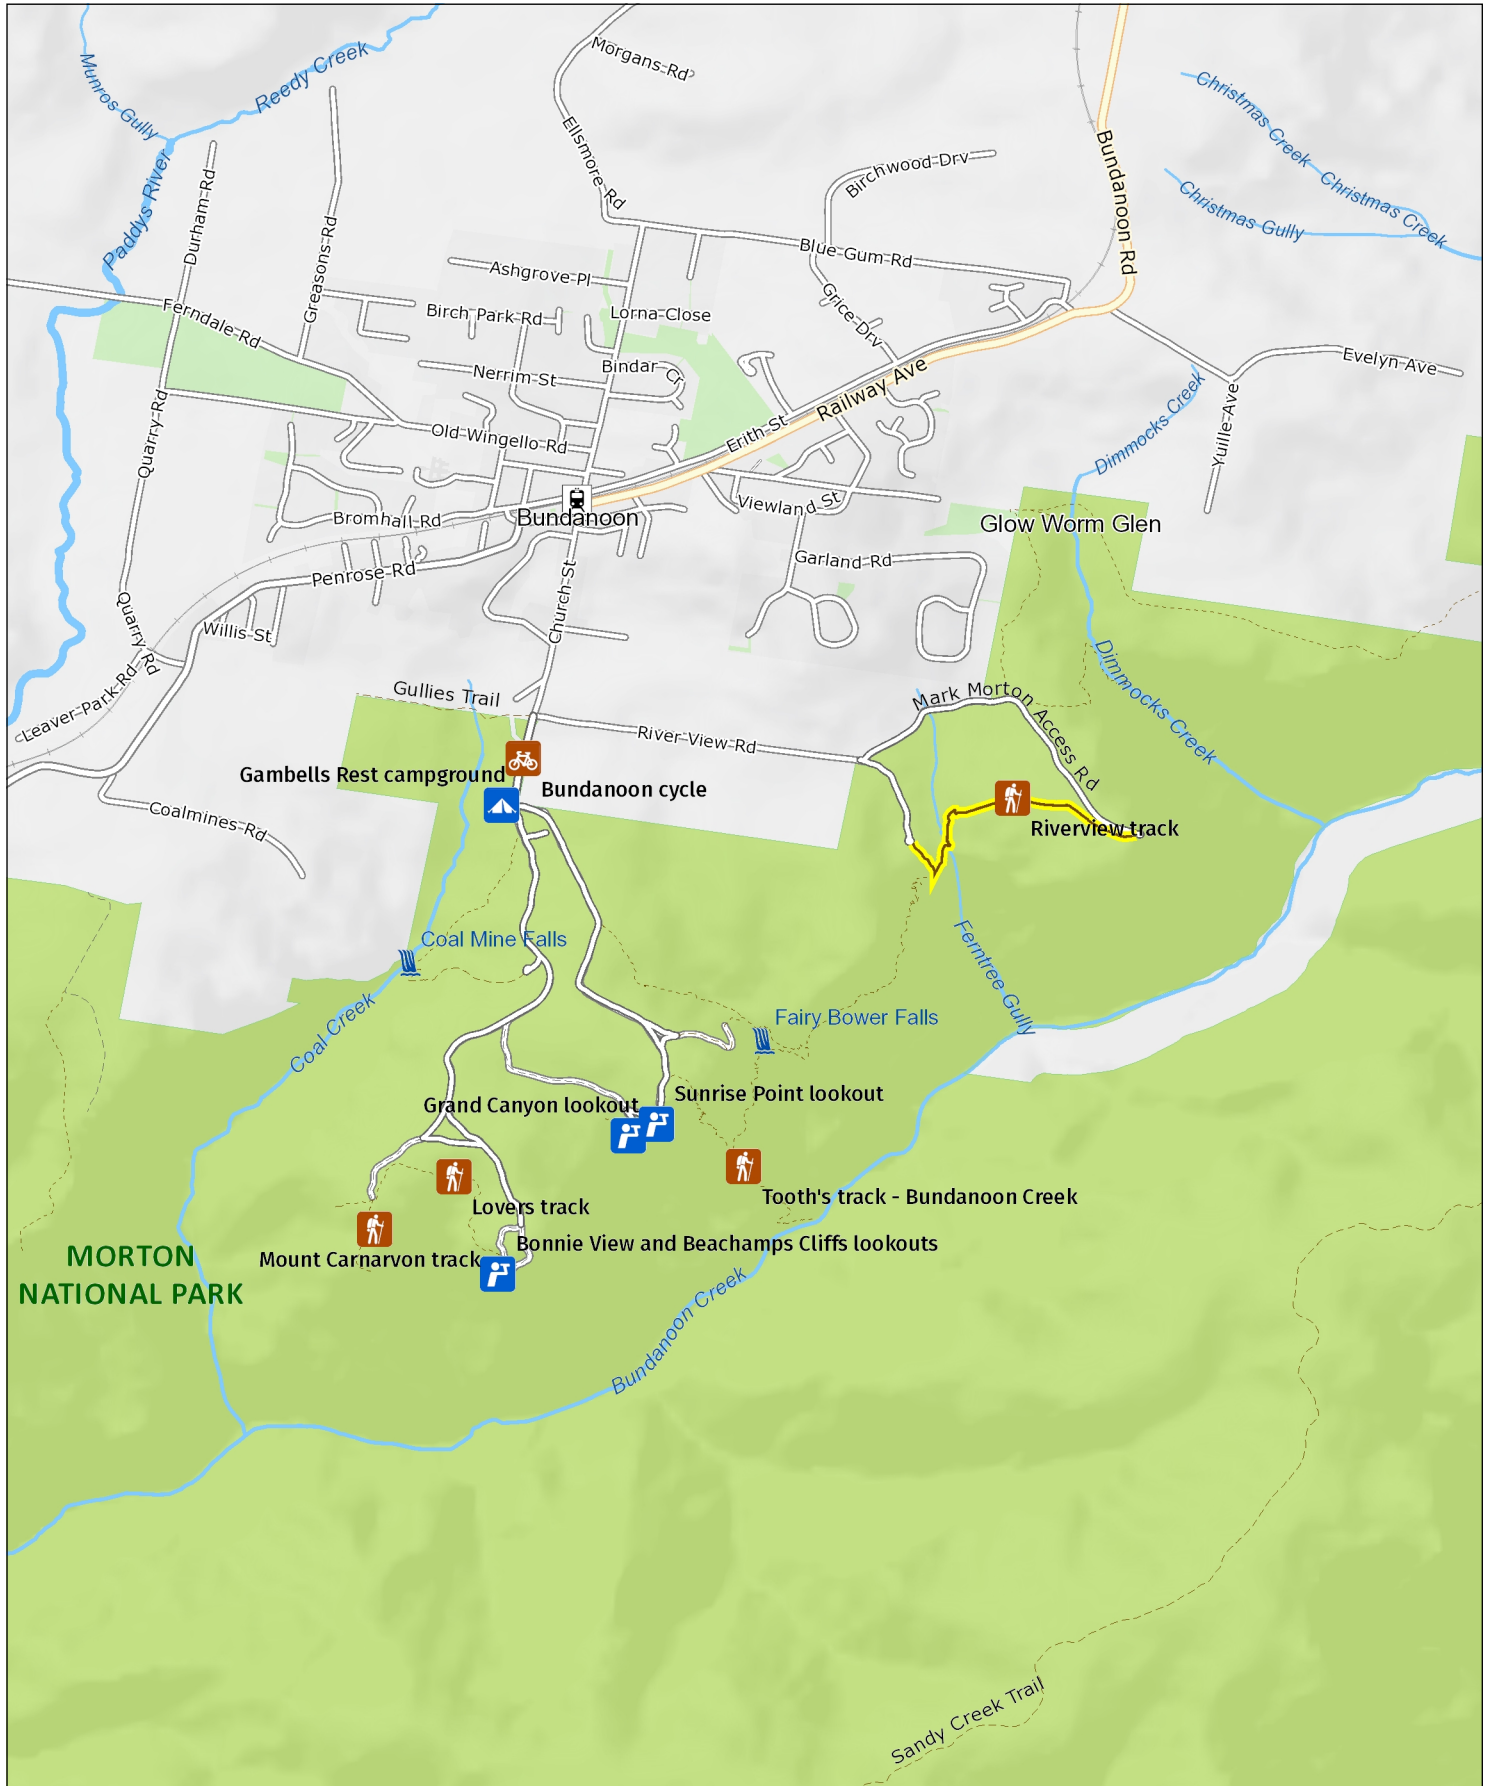 Morgans Rd
Reedy Creek
Munros Gully
Christmas Creek
Christmas Creek
Christmas Gully
Ellsmore Rd
Birchwood Drv
Bundanoon Rd
Paddys River
Durham Rd
Greasons Rd
Blue Gum Rd
Ashgrove Pl
Ferndale Rd
Birch Park Rd
Lorna Close
Grice Drv
Evelyn Ave
Nerrim St
Bindar Cr
Railway Ave
Dimmocks Creek
Yuille Ave
Quarry Rd
Old Wingello Rd
Erith St
Viewland St
Bromhall Rd
Bundanoon
Glow Worm Glen
Garland Rd
Penrose Rd
Church St
Quarry Rd
Willis St
Leaver Park Rd
Dimmocks Creek
Gullies Trail
Mark Morton Access Rd
River View Rd
Gambells Rest campground
Bundanoon cycle
Coalmines Rd
Riverview track
Coal Mine Falls
Ferntree Gully
Coal Creek
Fairy Bower Falls
Grand Canyon lookout
Sunrise Point lookout
Tooth's track - Bundanoon Creek
Lovers track
Bonnie View and Beachamps Cliffs lookouts
Mount Carnarvon track
MORTON
NATIONAL PARK
Bundanoon Creek
Sandy Creek Trail